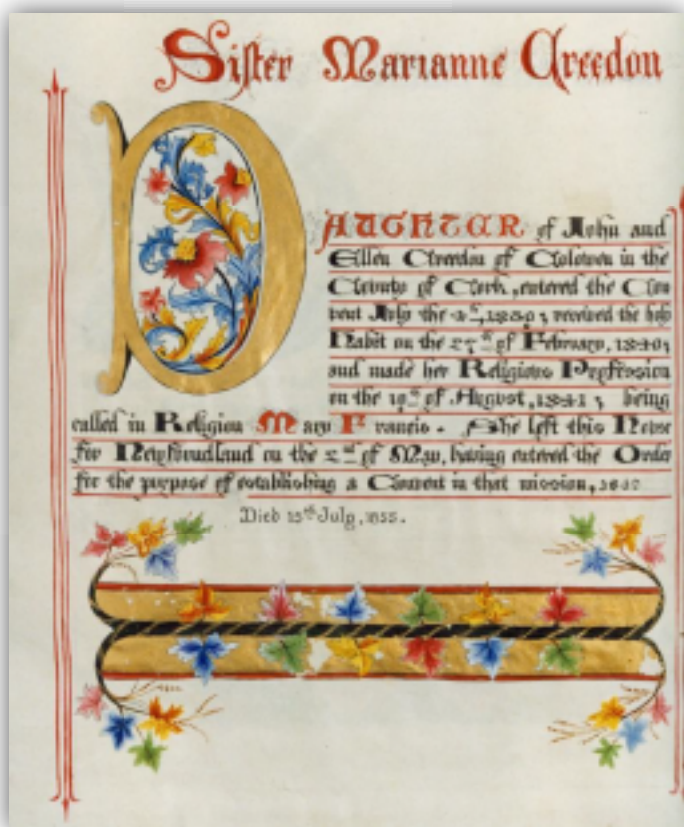 Sister Marianne Creedon
DAUGHTER of John and
Ellen Creedon of Coolowen in the
County of Cork, entered the Con
vent July the 4th, 1839; received the holy
Habit on the 27th of February, 1840;
and made her Religious Profession
on the 19th of August, 1841; being
called in Religion Mary Francis. She left this House
for Newfoundland on the 2nd of May, having entered the Order
for the purpose of establishing a Convent in that mission,
Died 15th July, 1855.